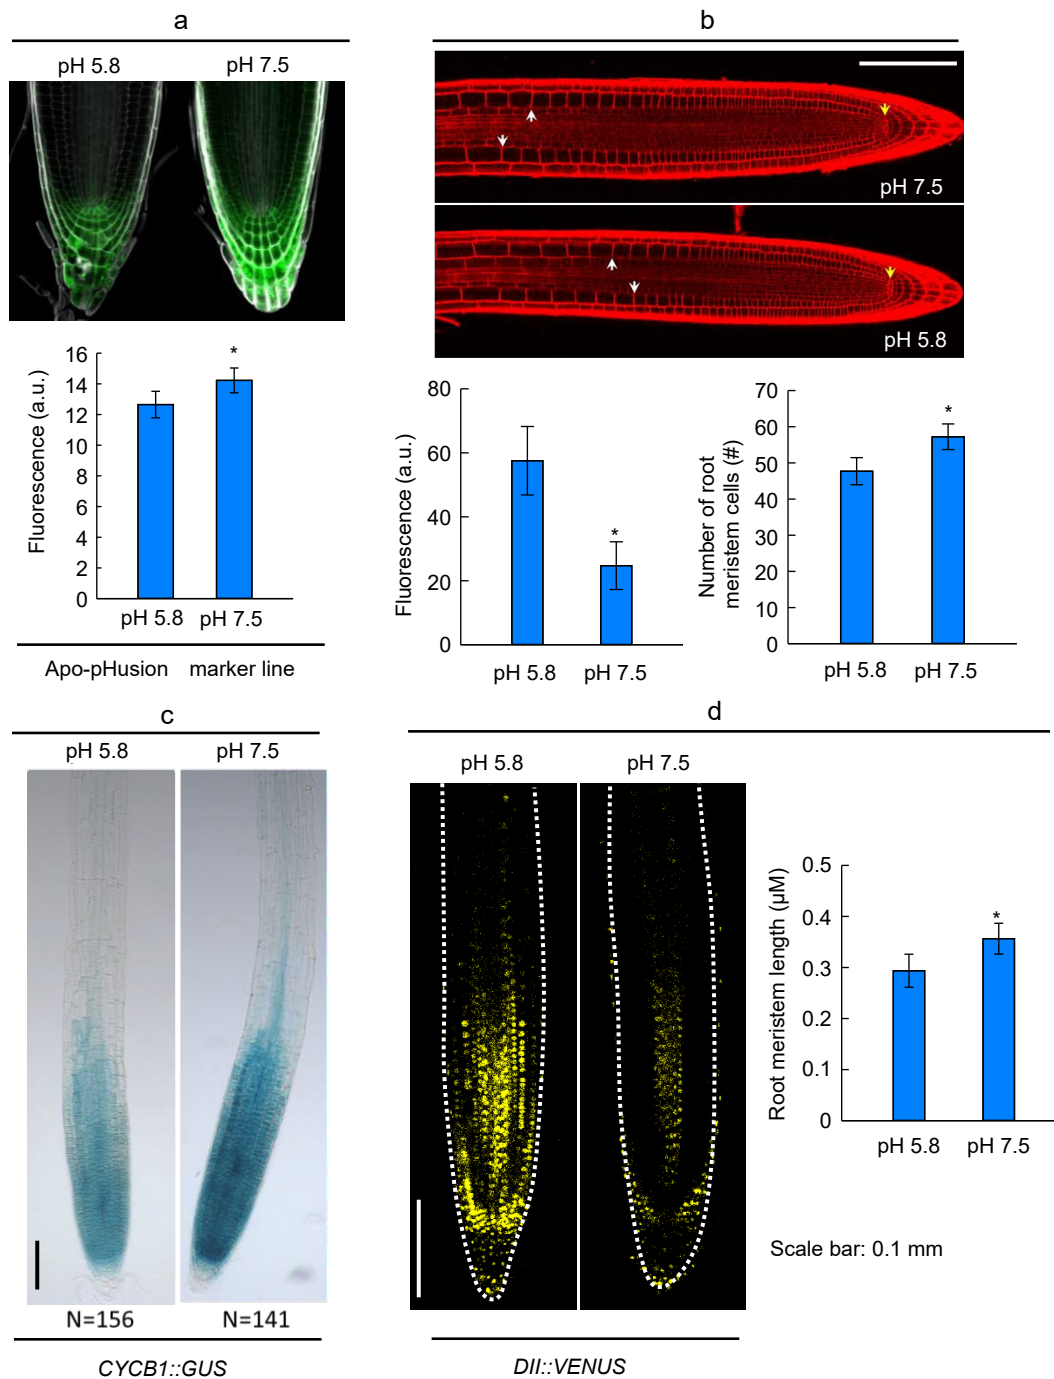 a
pH 5.8
pH 7.5
16
14
12
10
8
6
4
2
0
Fluorescence (a.u.)
*
pH 5.8
pH 7.5
Apo-pHusion marker line
b
pH 7.5
pH 5.8
80
60
40
20
0
Fluorescence (a.u.)
*
pH 5.8
pH 7.5
70
60
50
40
30
70
10
0
Number of root
meristem cells (#)
*
pH 5.8
pH 7.5
c
pH 5.8
pH 7.5
N=156
N=141
CYCB1::GUS
d
pH 5.8
pH 7.5
DII::VENUS
0.5
0.4
0.3
0.2
0.1
0
Root meristem length (µM)
*
pH 5.8
pH 7.5
Scale bar: 0.1 mm